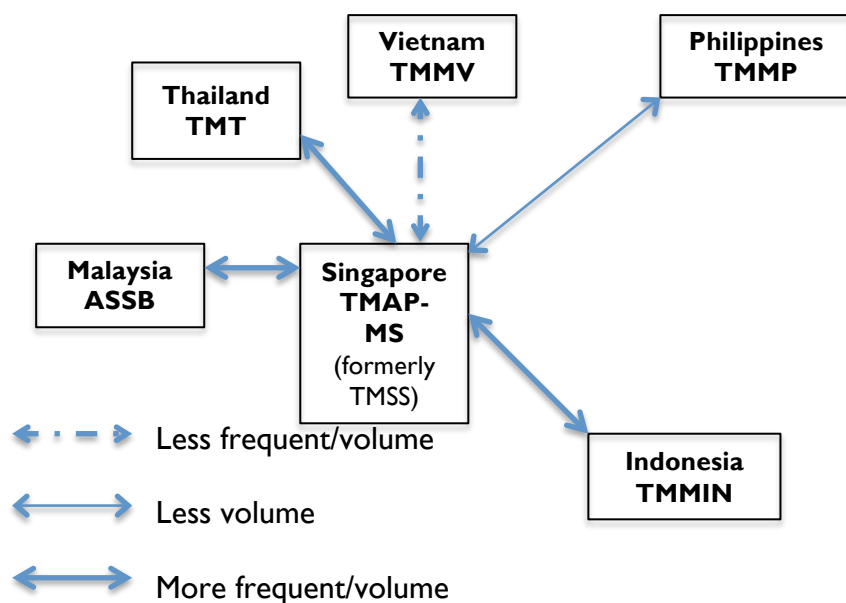 Vietnam
TMMV
Philippines
TMMP
Thailand
TMT
Malaysia
ASSB
Singapore
TMAP-
MS
(formerly
TMSS)
Less frequent/volume
Indonesia
TMMIN
Less volume
More frequent/volume